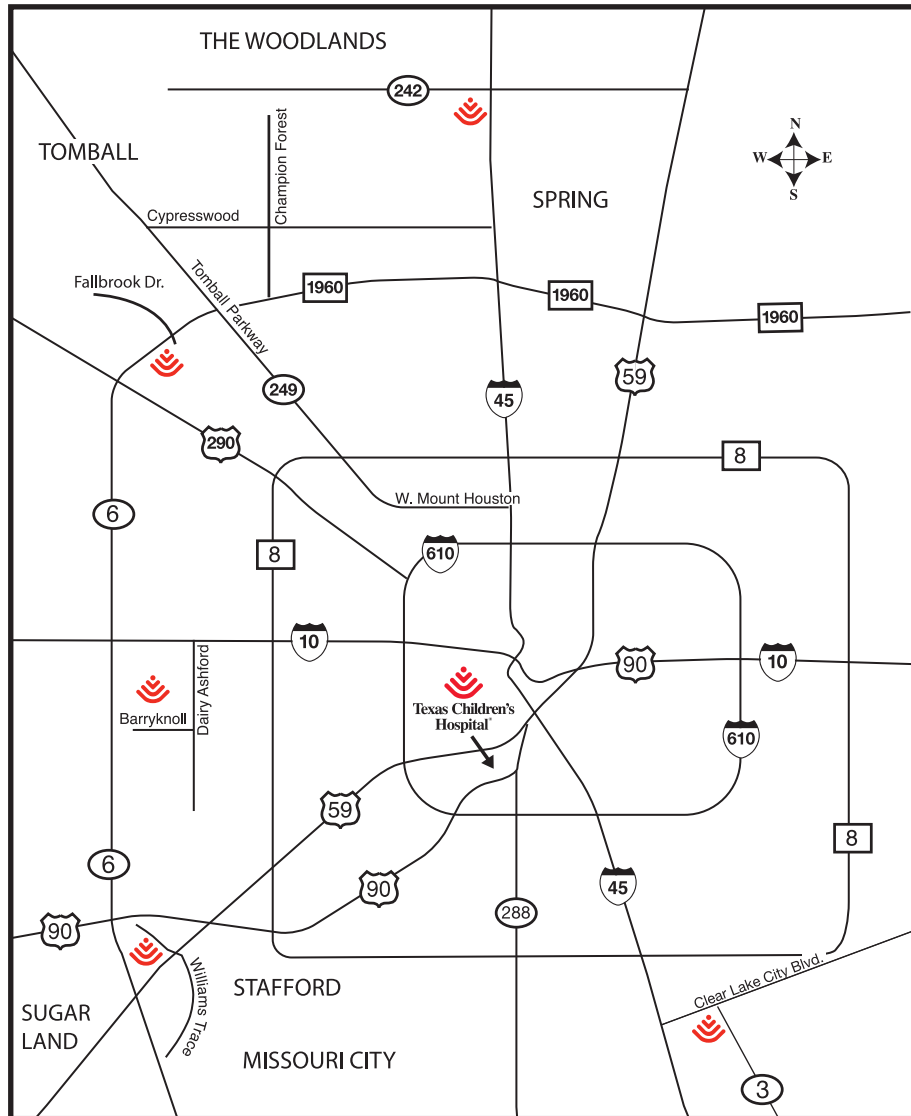 THE WOODLANDS
242
Champion Forest
N
W E
S
TOMBALL
SPRING
Cypresswood
Tomball Parkway
Fallbrook Dr.
1960
1960
1960
59
249
45
290
8
W. Mount Houston
6
8
610
10
90
10
Dairy Ashford
Barryknoll
Texas Children's
Hospital®
610
59
8
6
90
45
288
90
Williams Trace
Clear Lake City Blvd.
STAFFORD
SUGAR
LAND
MISSOURI CITY
3